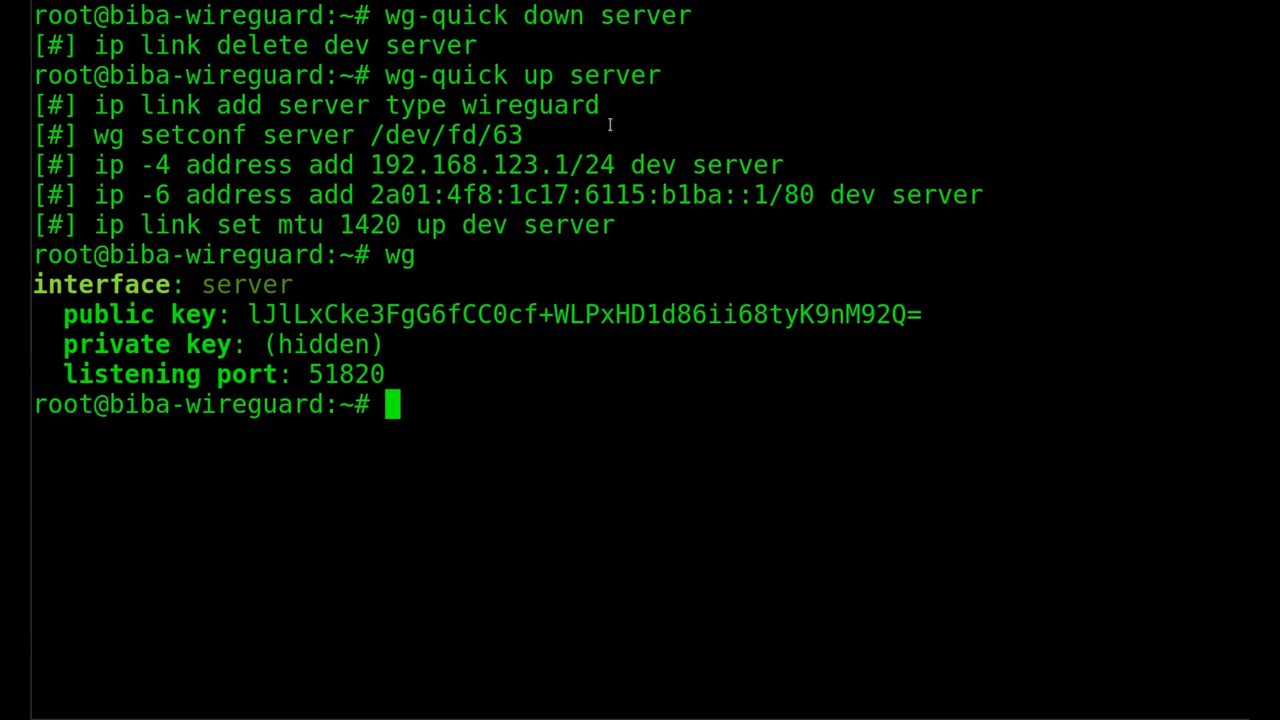 root@biba-wireguard:~# wg-quick down server
[#] ip link delete dev server
root@biba-wireguard:~# wg-quick up server
[#] ip link add server type wireguard
[#] wg setconf server /dev/fd/63
[#] ip -4 address add 192.168.123.1/24 dev server
[#] ip -6 address add 2a01:4f8:1c17:6115:b1ba::1/80 dev server
[#] ip link set mtu 1420 up dev server
root@biba-wireguard:~# wg
interface: server
  public key: lJlLxCke3FgG6fCC0cf+WLPxHD1d86ii68tyK9nM92Q=
  private key: (hidden)
  listening port: 51820
root@biba-wireguard:~#